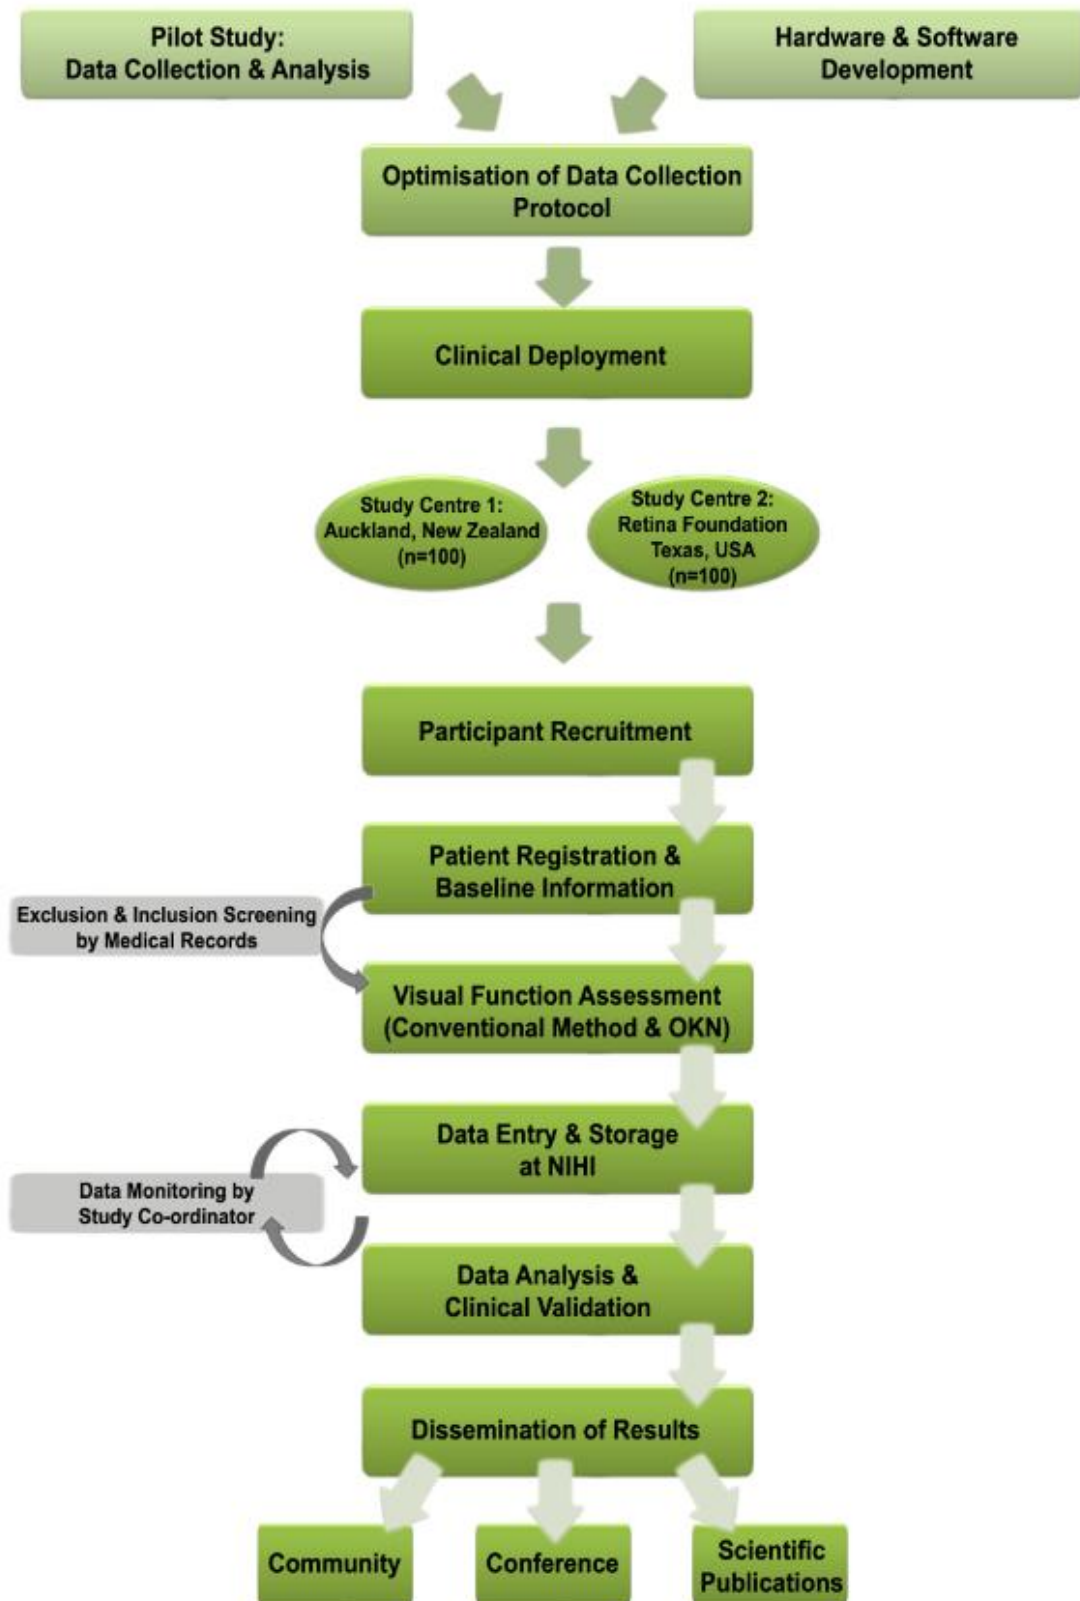 Pilot Study:
Data Collection & Analysis
Hardware & Software
Development
Optimisation of Data Collection
Protocol
Clinical Deployment
Study Centre 1:
Auckland, New Zealand
(n=100)
Study Centre 2:
Retina Foundation
Texas, USA
(n=100)
Participant Recruitment
Patient Registration &
Baseline Information
Exclusion & Inclusion Screening
by Medical Records
Visual Function Assessment
(Conventional Method & OKN)
Data Entry & Storage
at NIHI
Data Monitoring by
Study Co-ordinator
Data Analysis &
Clinical Validation
Dissemination of Results
Community
Conference
Scientific
Publications